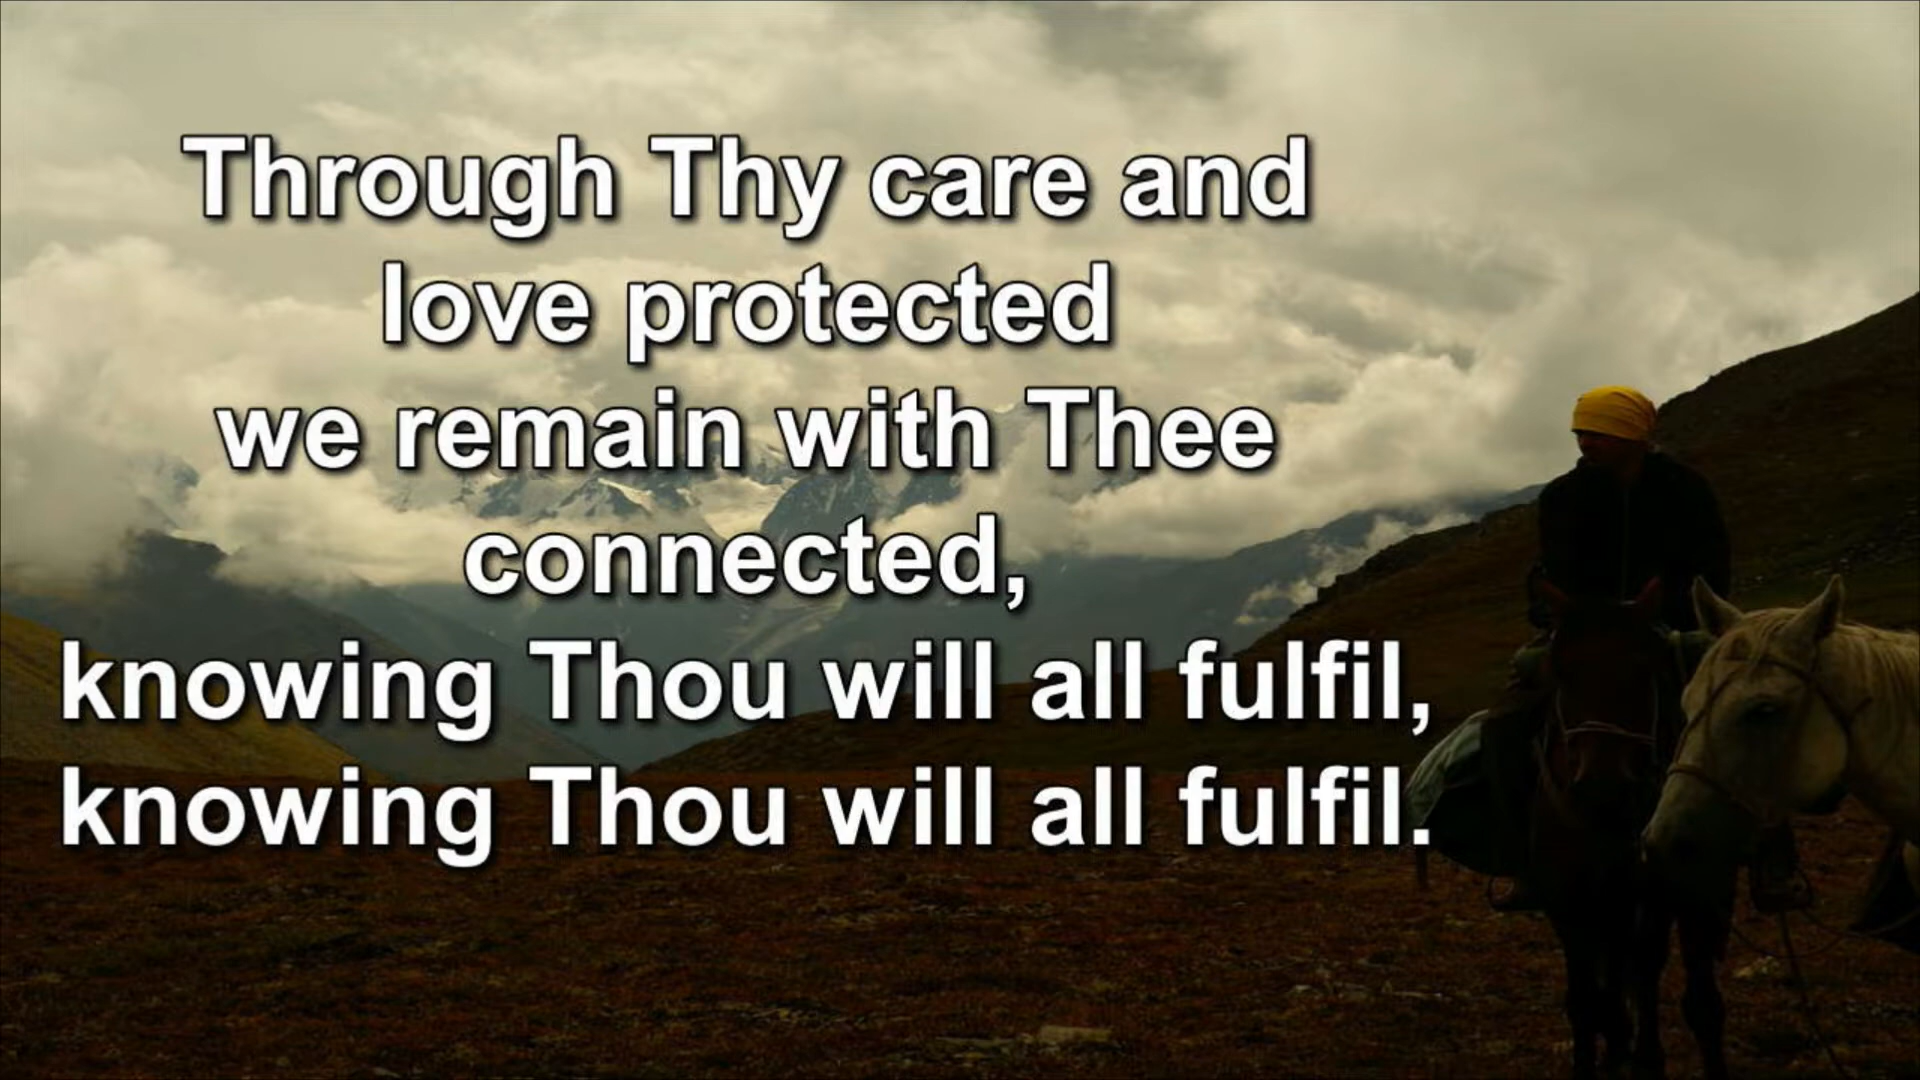 Through Thy care and
love protected
we remain with Thee
connected,
knowing Thou will all fulfil,
knowing Thou will all fulfil.